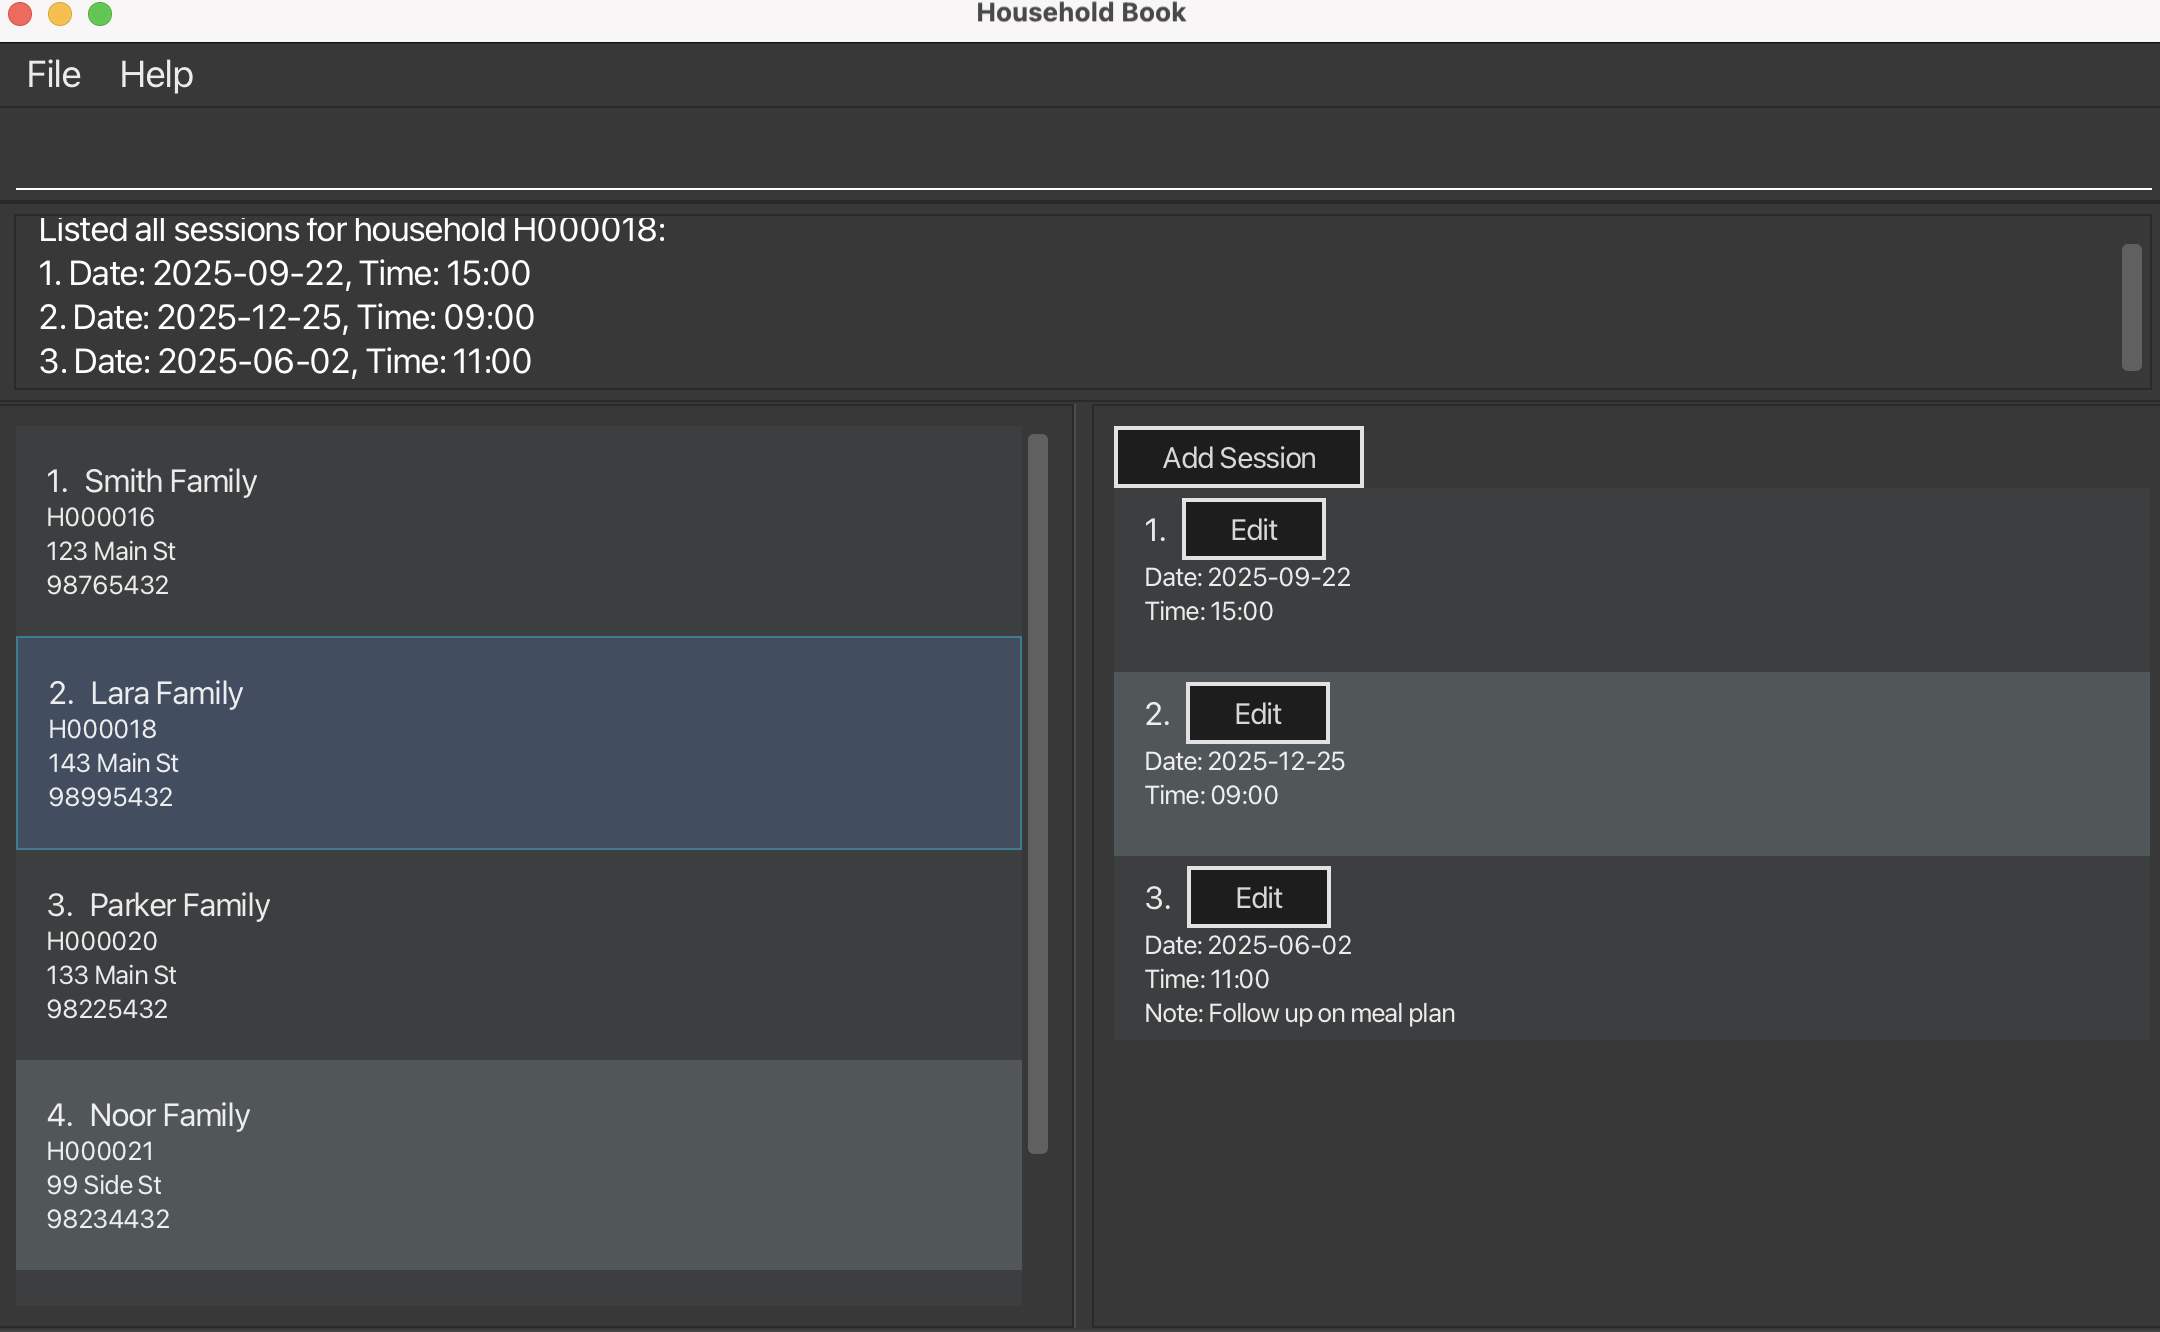 Household Book
File Help
Listed all sessions for household H000018:
1. Date: 2025-09-22, Time: 15:00
2. Date: 2025-12-25, Time: 09:00
3. Date: 2025-06-02, Time: 11:00
1. Smith Family
H000016
123 Main St
98765432
2. Lara Family
H000018
143 Main St
98995432
3. Parker Family
H000020
133 Main St
98225432
4. Noor Family
H000021
99 Side St
98234432
Add Session
1. Edit
Date: 2025-09-22
Time: 15:00
2. Edit
Date: 2025-12-25
Time: 09:00
3. Edit
Date: 2025-06-02
Time: 11:00
Note: Follow up on meal plan